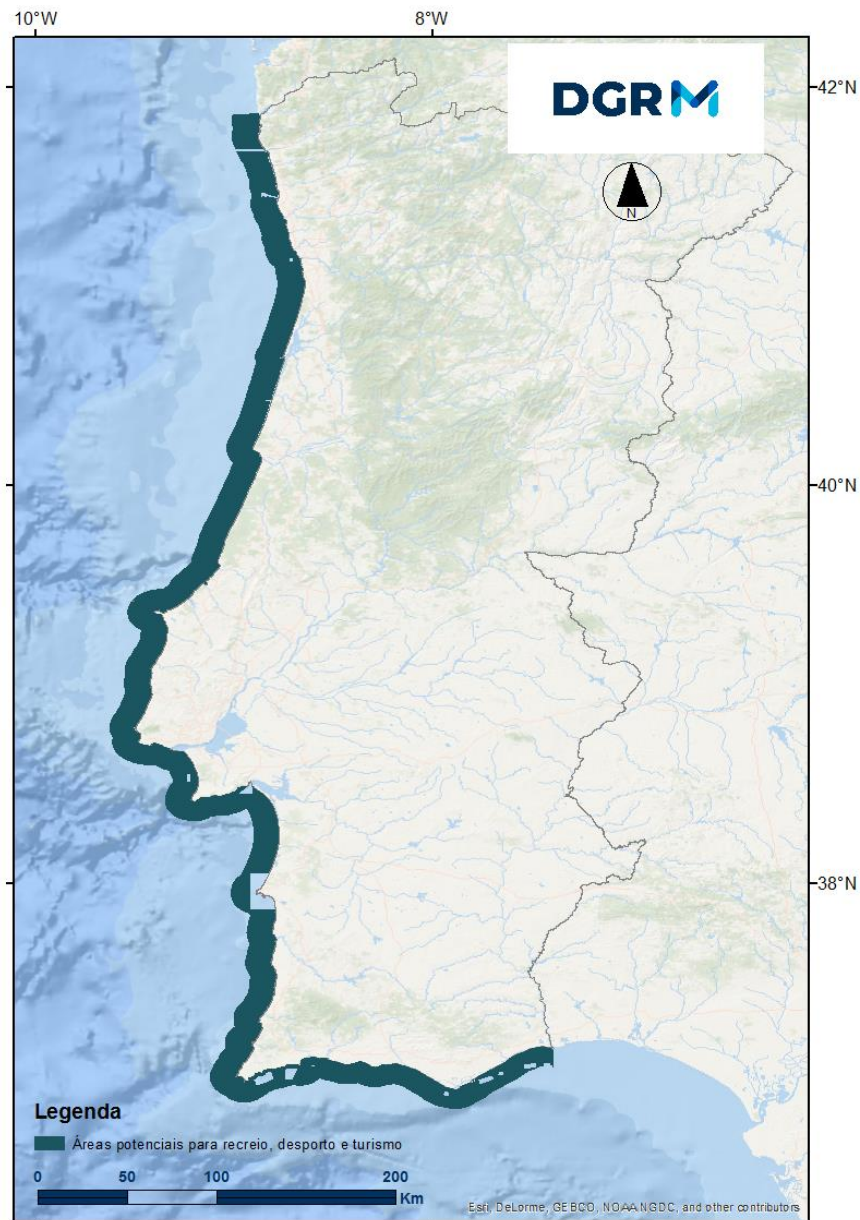 10°W 8°W
DGRM
42°N
N
40°N
38°N
Legenda
Áreas potenciais para recreio, desporto e turismo
0 50 100 200
Km
Esri, DeLorme, GEBCO, NOAA NGDC, and other contributors